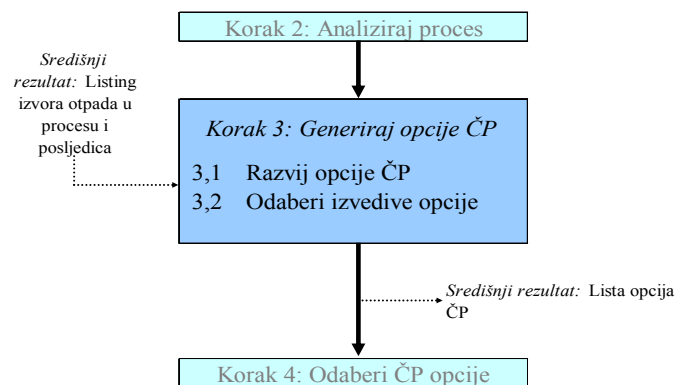 Korak 2: Analiziraj proces
Središnji
rezultat: Listing
izvora otpada u
procesu i
posljedica
Korak 3: Generiraj opcije ČP
3,1 Razvij opcije ČP
3,2 Odaberi izvedive opcije
Središnji rezultat: Lista opcija
ČP
Korak 4: Odaberi ČP opcije